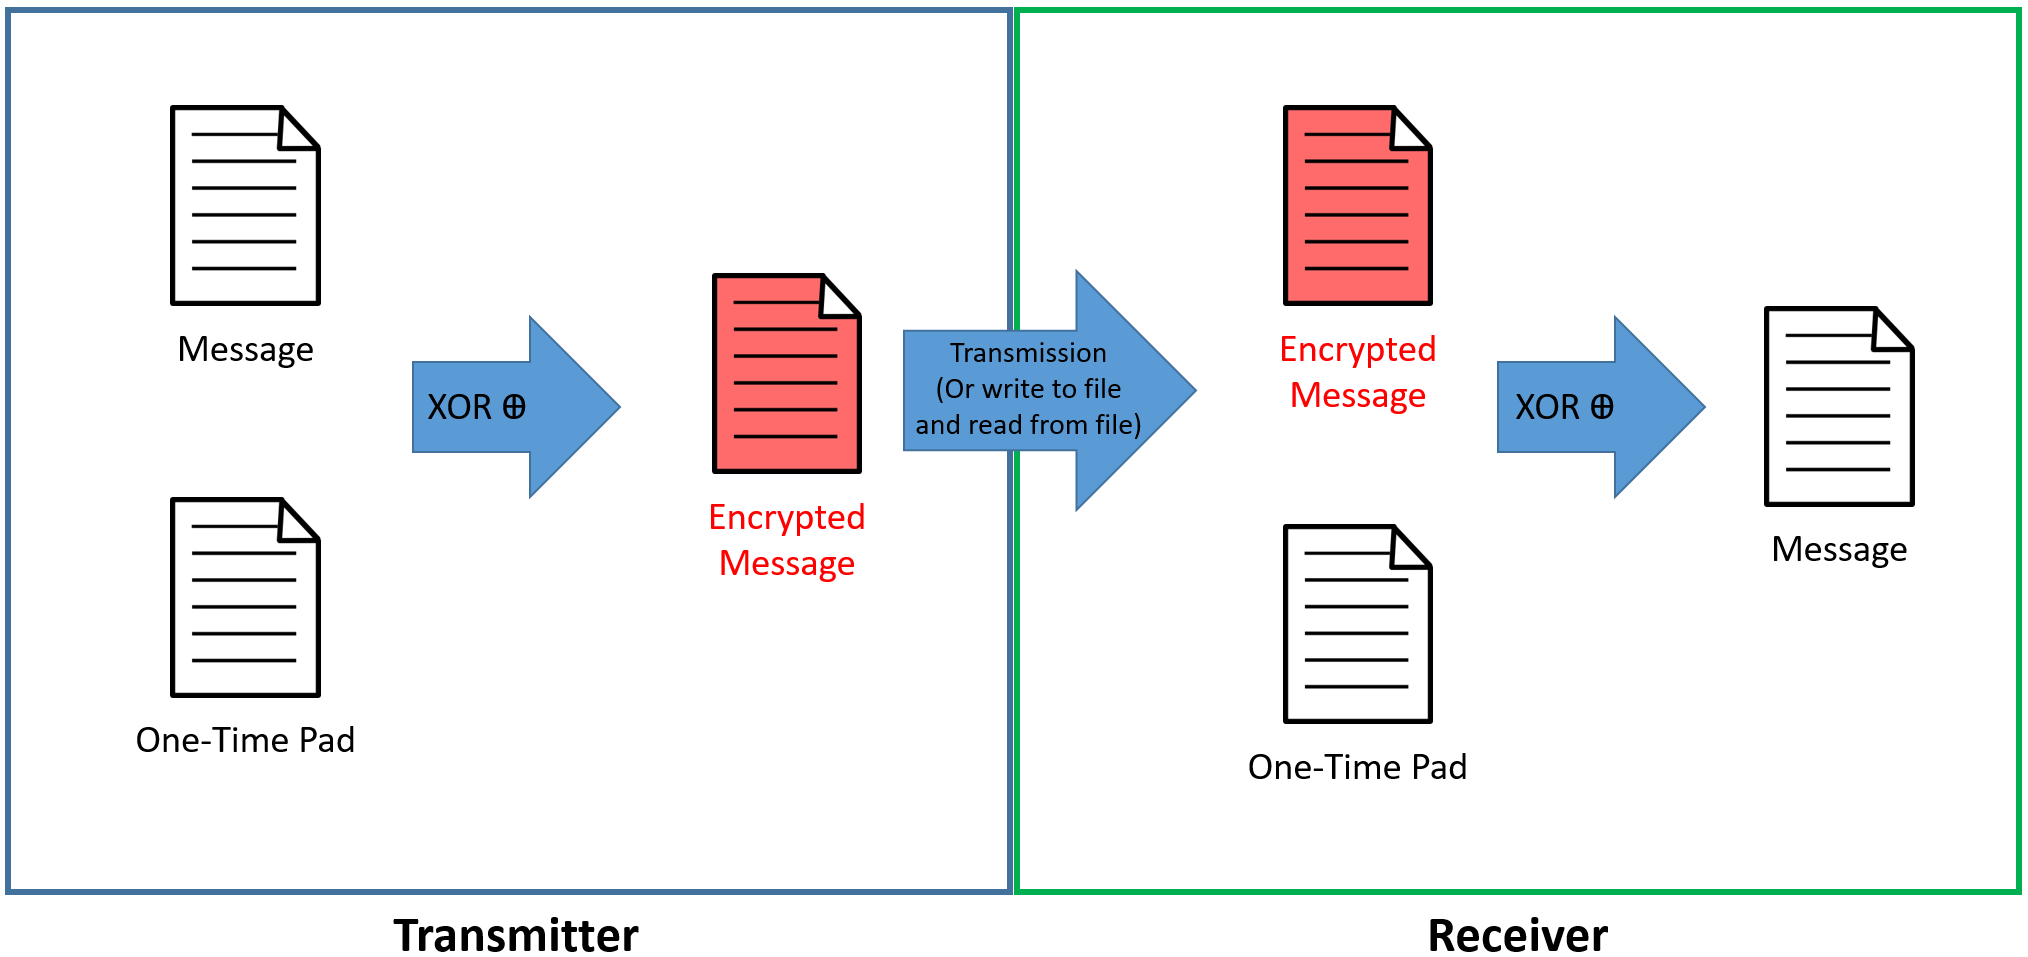 Message
One-Time Pad
XOR ⊕
Encrypted
Message
Transmission
(Or write to file
and read from file)
Encrypted
Message
One-Time Pad
XOR ⊕
Message
Transmitter
Receiver